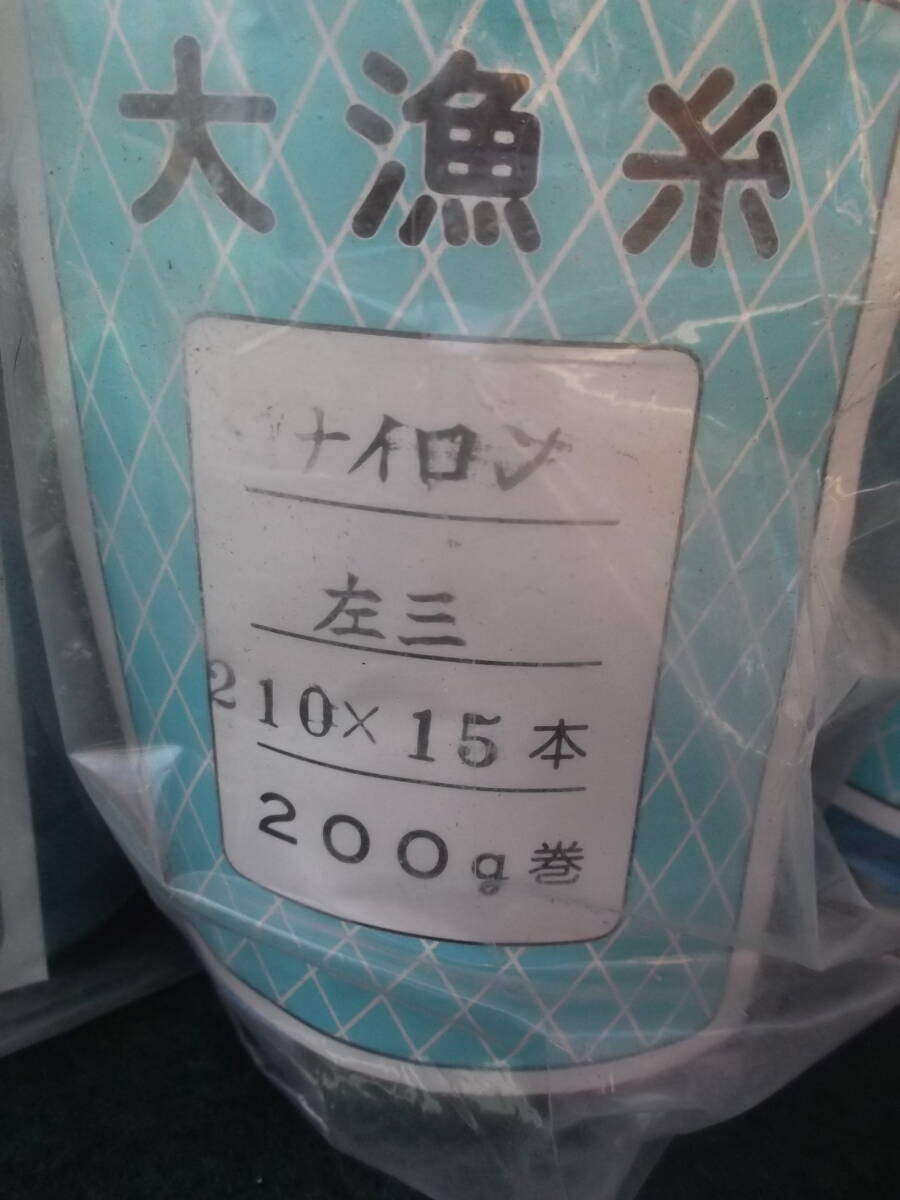 大漁糸
ナイロン
左三
210×15本
200g巻